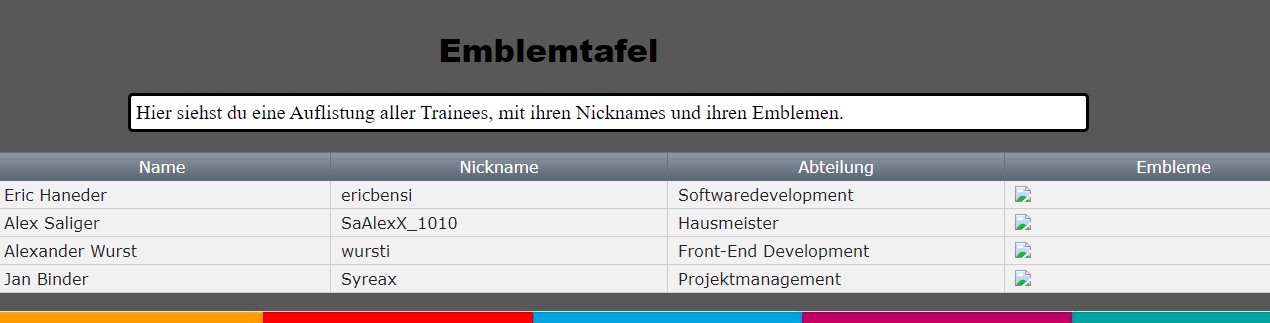 Emblemtafel
Hier siehst du eine Auflistung aller Trainees, mit ihren Nicknames und ihren Emblemen.
Name Nickname Abteilung Embleme
Eric Haneder ericbensi Softwaredevelopment
Alex Saliger SaAlexX_1010 Hausmeister
Alexander Wurst wursti Front-End Development
Jan Binder Syreax Projektmanagement